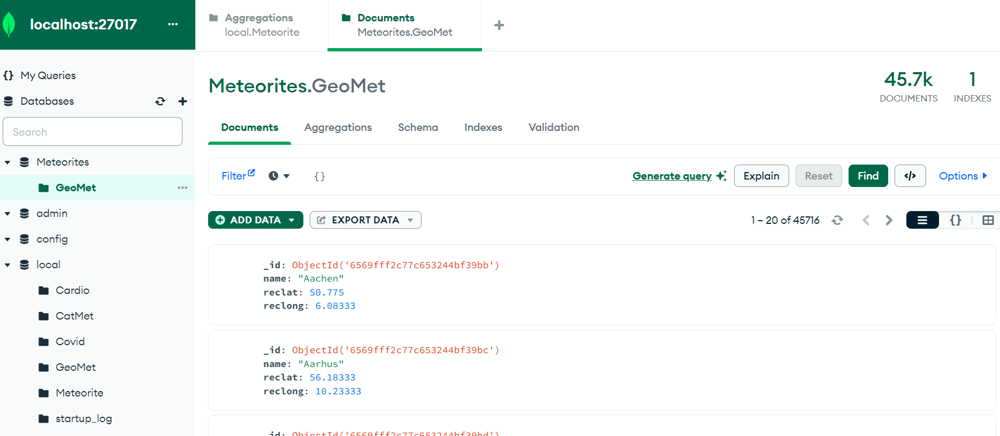 localhost:27017
My Queries
Databases
Search
Meteorites
GeoMet
admin
config
local
Cardio
CatMet
Covid
GeoMet
Meteorite
startup_log
Aggregations
local.Meteorite
Documents
Meteorites.GeoMet
Meteorites.GeoMet
45.7k
DOCUMENTS
1
INDEXES
Documents Aggregations Schema Indexes Validation
Filter {} Generate query Explain Reset Find </> Options
ADD DATA EXPORT DATA 1 – 20 of 45716 {}
_id: ObjectId('6569fff2c77c653244bf39bb')
name: "Aachen"
reclat: 50.775
reclong: 6.08333
_id: ObjectId('6569fff2c77c653244bf39bc')
name: "Aarhus"
reclat: 56.18333
reclong: 10.23333
_id: ObjectId('6569fff2c77c653244bf39bd')